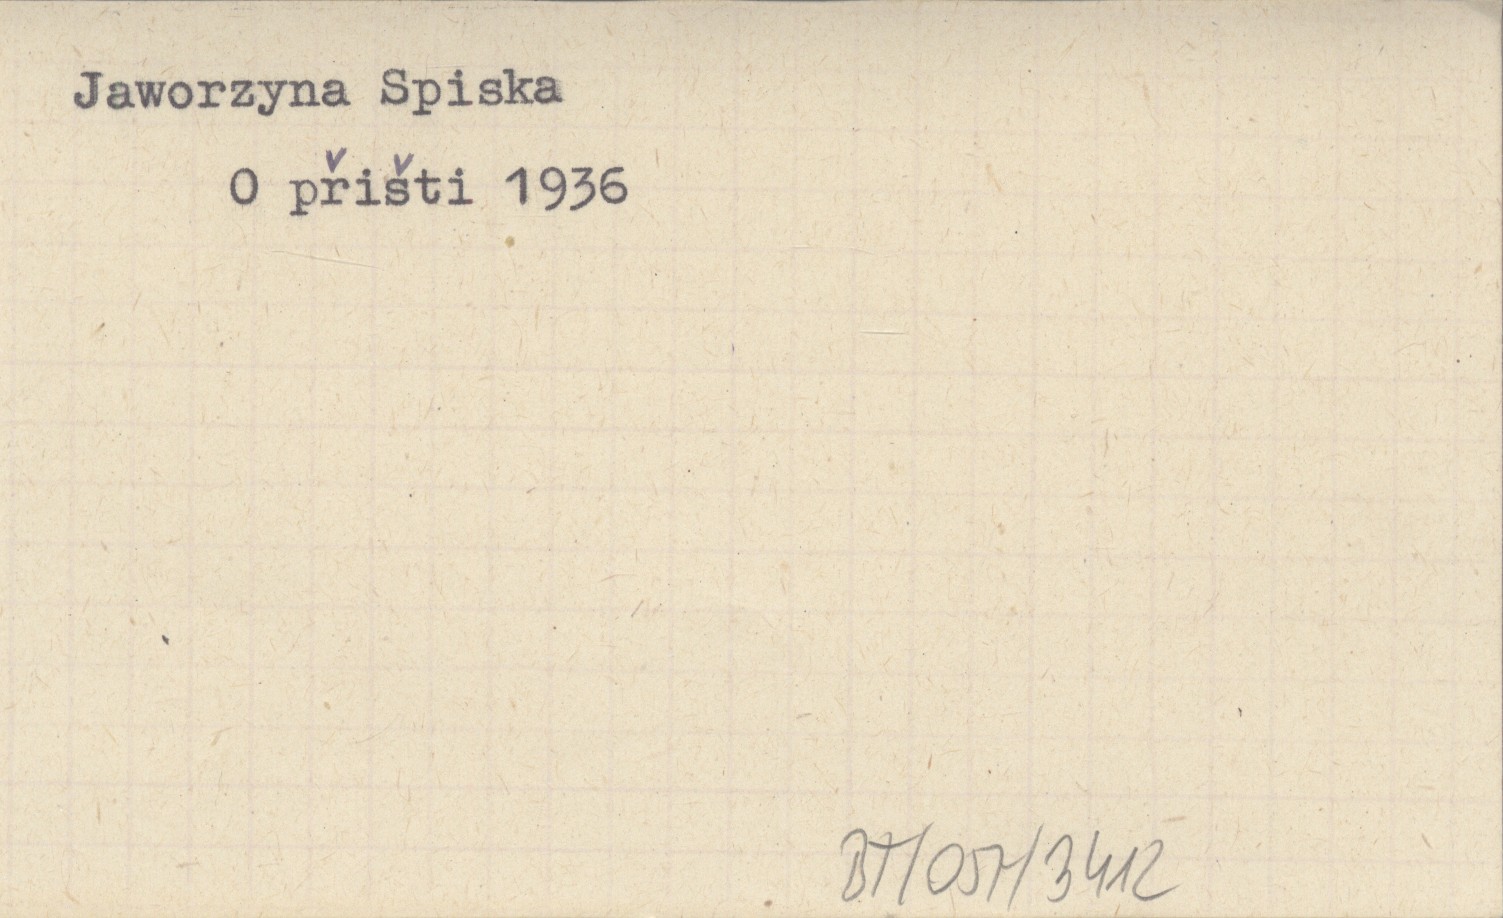 Jaworzyna Spiska
O přišti 1936
BT/057/3412